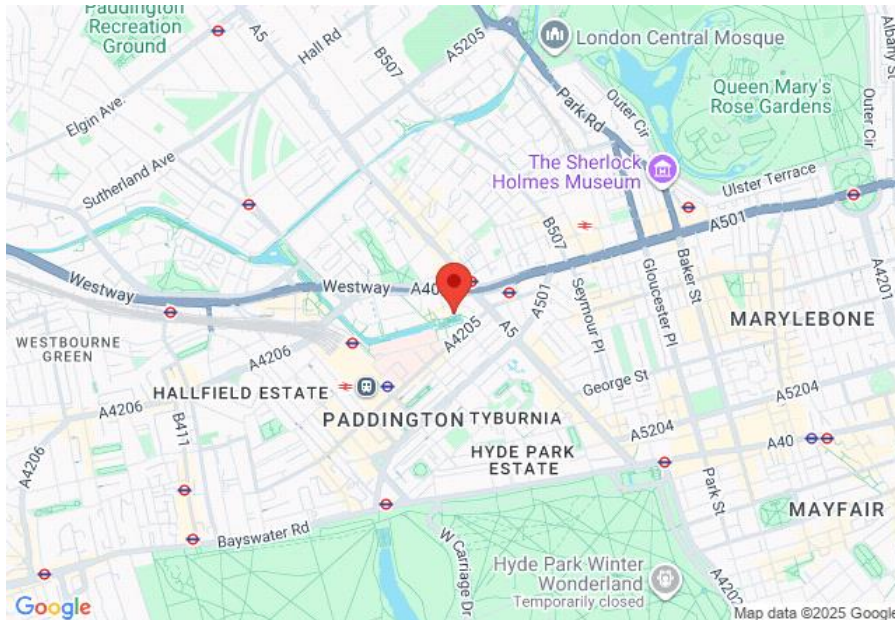 Paddington
Recreation
Ground
A5
Hall Rd
B507
A5205
London Central Mosque
Albany St
Elgin Ave.
Park Rd
Outer Cir
Queen Mary's
Rose Gardens
Outer Cir
Sutherland Ave
The Sherlock
Holmes Museum
Ulster Terrace
B507
A501
Westway
Westway
A40
A501
Seymour Pl
Gloucester Pl
Baker St
A4201
MARYLEBONE
WESTBOURNE
GREEN
A4206
A4205
A5
HALLFIELD ESTATE
George St
A4206
B411
PADDINGTON
TYBURNIA
A5204
A5204
A40
A4206
HYDE PARK
ESTATE
Park St
MAYFAIR
Bayswater Rd
W Carriage Dr
Hyde Park Winter
Wonderland
Temporarily closed
A4202
Google
Map data ©2025 Google